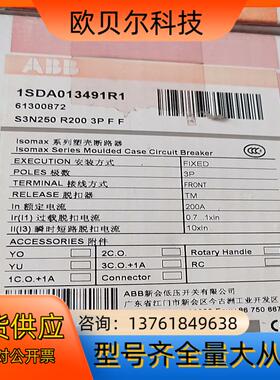 欧贝尔科技
ABB
1SDA013491R1
61300872
S3N250 R200 3P F F
Isomax 系列塑壳断路器
Isomax Series Moulded Case Circuit Breaker
EXECUTION 安装方式 FIXED
POLES 极数 3P
TERMINAL 接线方式 FRONT
RELEASE 脱扣器 TM
In 额定电流 200A
Ir(I1) 过载脱扣电流 0.7...1xIn
Ii(I3) 瞬时短路脱扣电流 10xIn
ACCESSORIES 附件
YO 2C.O Rotary Handle
YU 3C.O.+1A RC
1C.O.+1A Connector
ABB新会低压开关有限公司
广东省江门市新会区今古洲工业开发区
现货供应
咨询:13761849638
型号齐全量大从